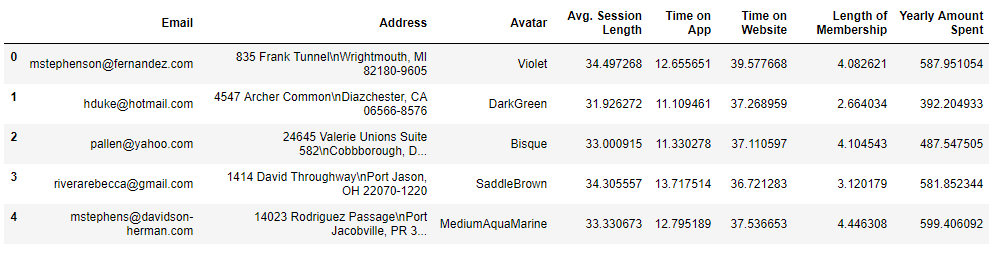 Email Address Avatar Avg. Session Length Time on App Time on Website Length of Membership Yearly Amount Spent
0 mstephenson@fernandez.com 835 Frank Tunnel\nWrightmouth, MI 82180-9605 Violet 34.497268 12.655651 39.577668 4.082621 587.951054
1 hduke@hotmail.com 4547 Archer Common\nDiazchester, CA 06566-8576 DarkGreen 31.926272 11.109461 37.268959 2.664034 392.204933
2 pallen@yahoo.com 24645 Valerie Unions Suite 582\nCobbborough, D... Bisque 33.000915 11.330278 37.110597 4.104543 487.547505
3 riverarebecca@gmail.com 1414 David Throughway\nPort Jason, OH 22070-1220 SaddleBrown 34.305557 13.717514 36.721283 3.120179 581.852344
4 mstephens@davidson-herman.com 14023 Rodriguez Passage\nPort Jacobville, PR 3... MediumAquaMarine 33.330673 12.795189 37.536653 4.446308 599.406092